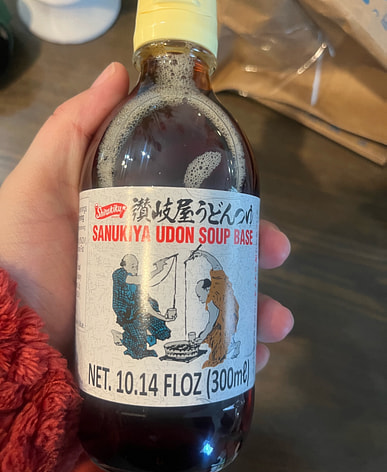 Shirakiku
讃岐屋うどんつゆ
SANUKIYA UDON SOUP BASE
NET. 10.14 FLOZ (300mℓ)